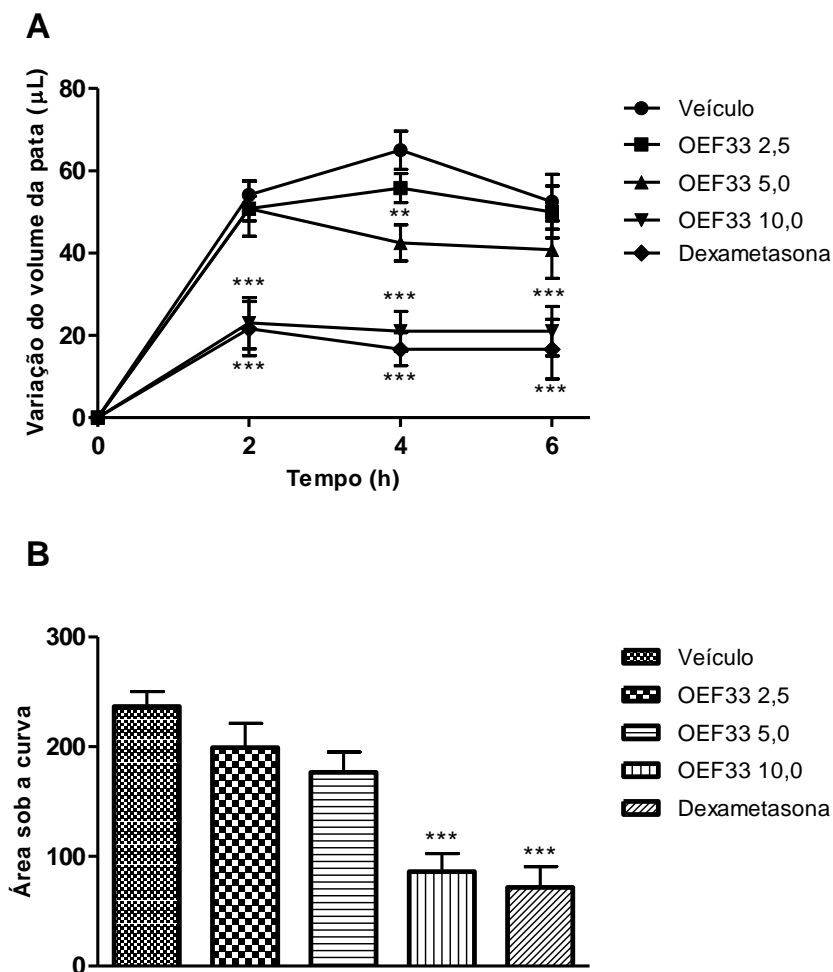 A
Variação do volume da pata (µL)
80
60
40
20
0
**
***
***
***
***
***
***
0
2
4
6
Tempo (h)
Veículo
OEF33 2,5
OEF33 5,0
OEF33 10,0
Dexametasona
B
Área sob a curva
300
200
100
0
***
***
Veículo
OEF33 2,5
OEF33 5,0
OEF33 10,0
Dexametasona